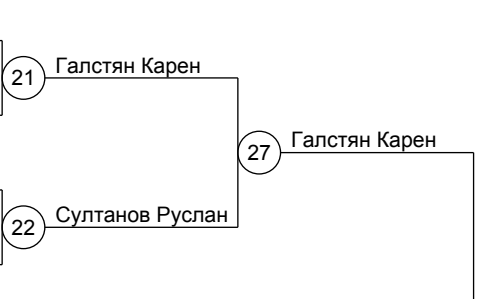 21 Галстян Карен
27 Галстян Карен
22 Султанов Руслан